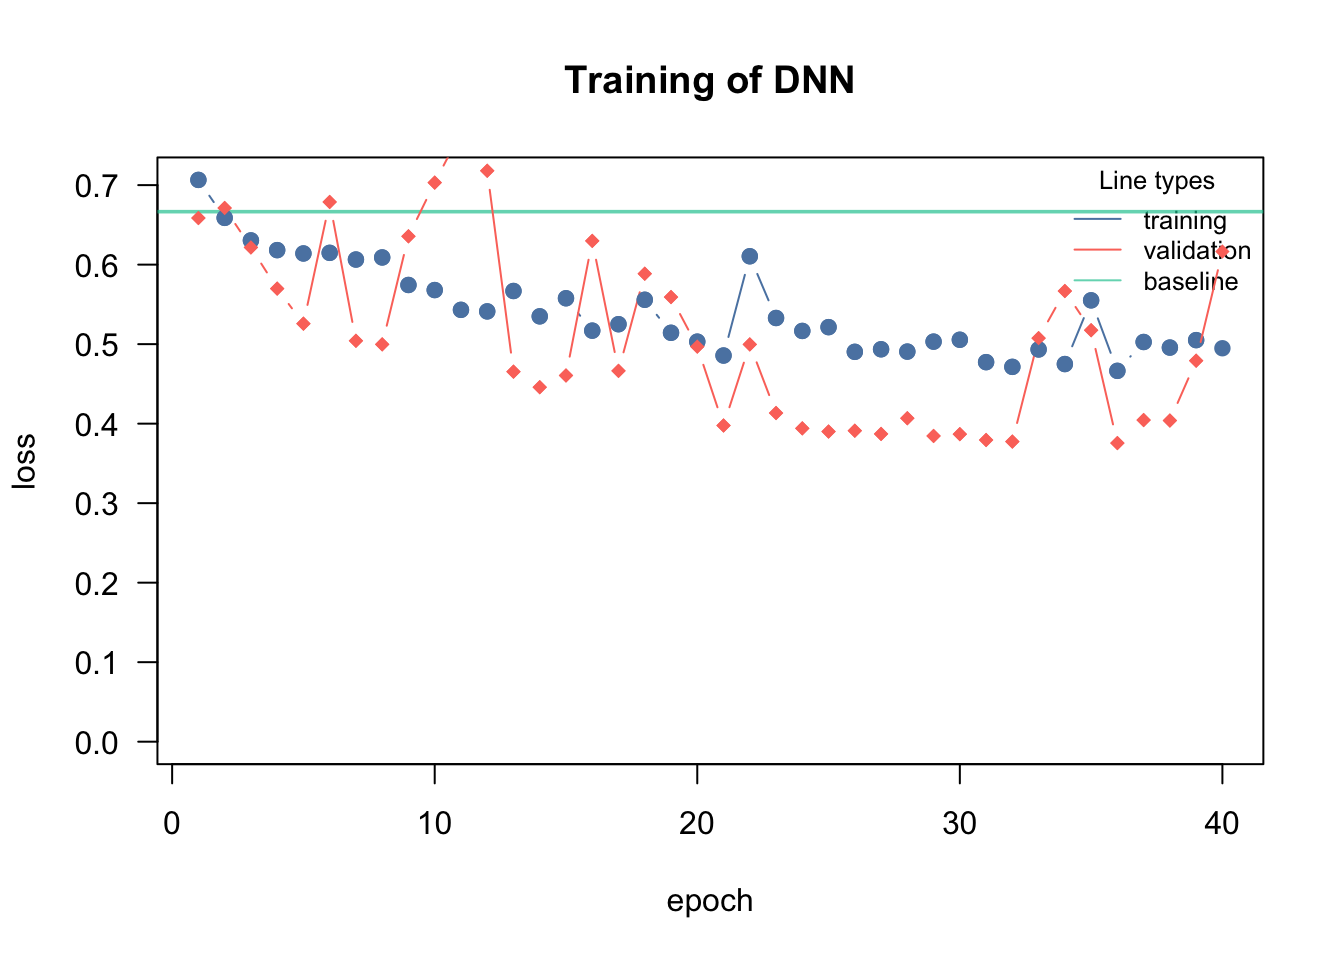 Training of DNN
0.7
0.6
0.5
0.4
0.3
0.2
0.1
0.0
loss
Line types
training
validation
baseline
0 10 20 30 40
epoch